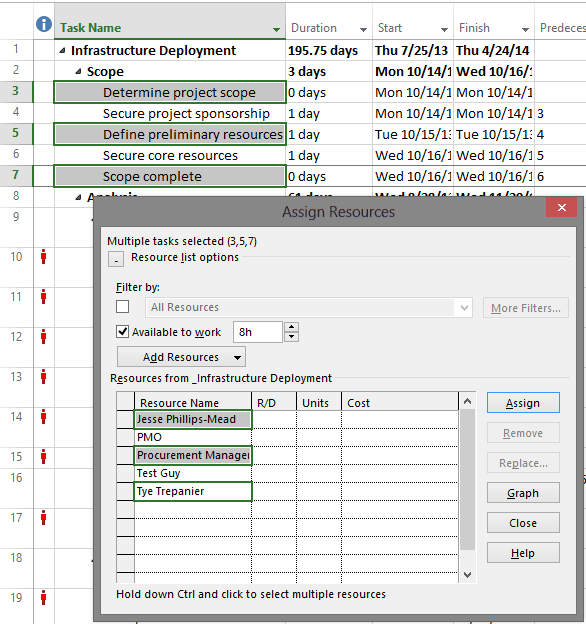 Task Name Duration Start Finish Predeces
1 Infrastructure Deployment 195.75 days Thu 7/25/13 Thu 4/24/14
2 Scope 3 days Mon 10/14/1 Wed 10/16/1
3 Determine project scope 0 days Mon 10/14/1 Mon 10/14/1
4 Secure project sponsorship 1 day Mon 10/14/1 Mon 10/14/1 3
5 Define preliminary resources 1 day Tue 10/15/13 Tue 10/15/1 4
6 Secure core resources 1 day Wed 10/16/1 Wed 10/16/1 5
7 Scope complete 0 days Wed 10/16/1 Wed 10/16/1 6
8
9
Assign Resources
Multiple tasks selected (3,5,7)
- Resource list options
10
Filter by:
11
All Resources More Filters...
12
Available to work 8h
Add Resources
13
Resources from _Infrastructure Deployment
Resource Name R/D Units Cost Assign
14 Jesse Phillips-Mead
PMO Remove
15 Procurement Manager
Replace...
16 Test Guy
Tye Trepanier Graph
17
Close
18
Help
19
Hold down Ctrl and click to select multiple resources